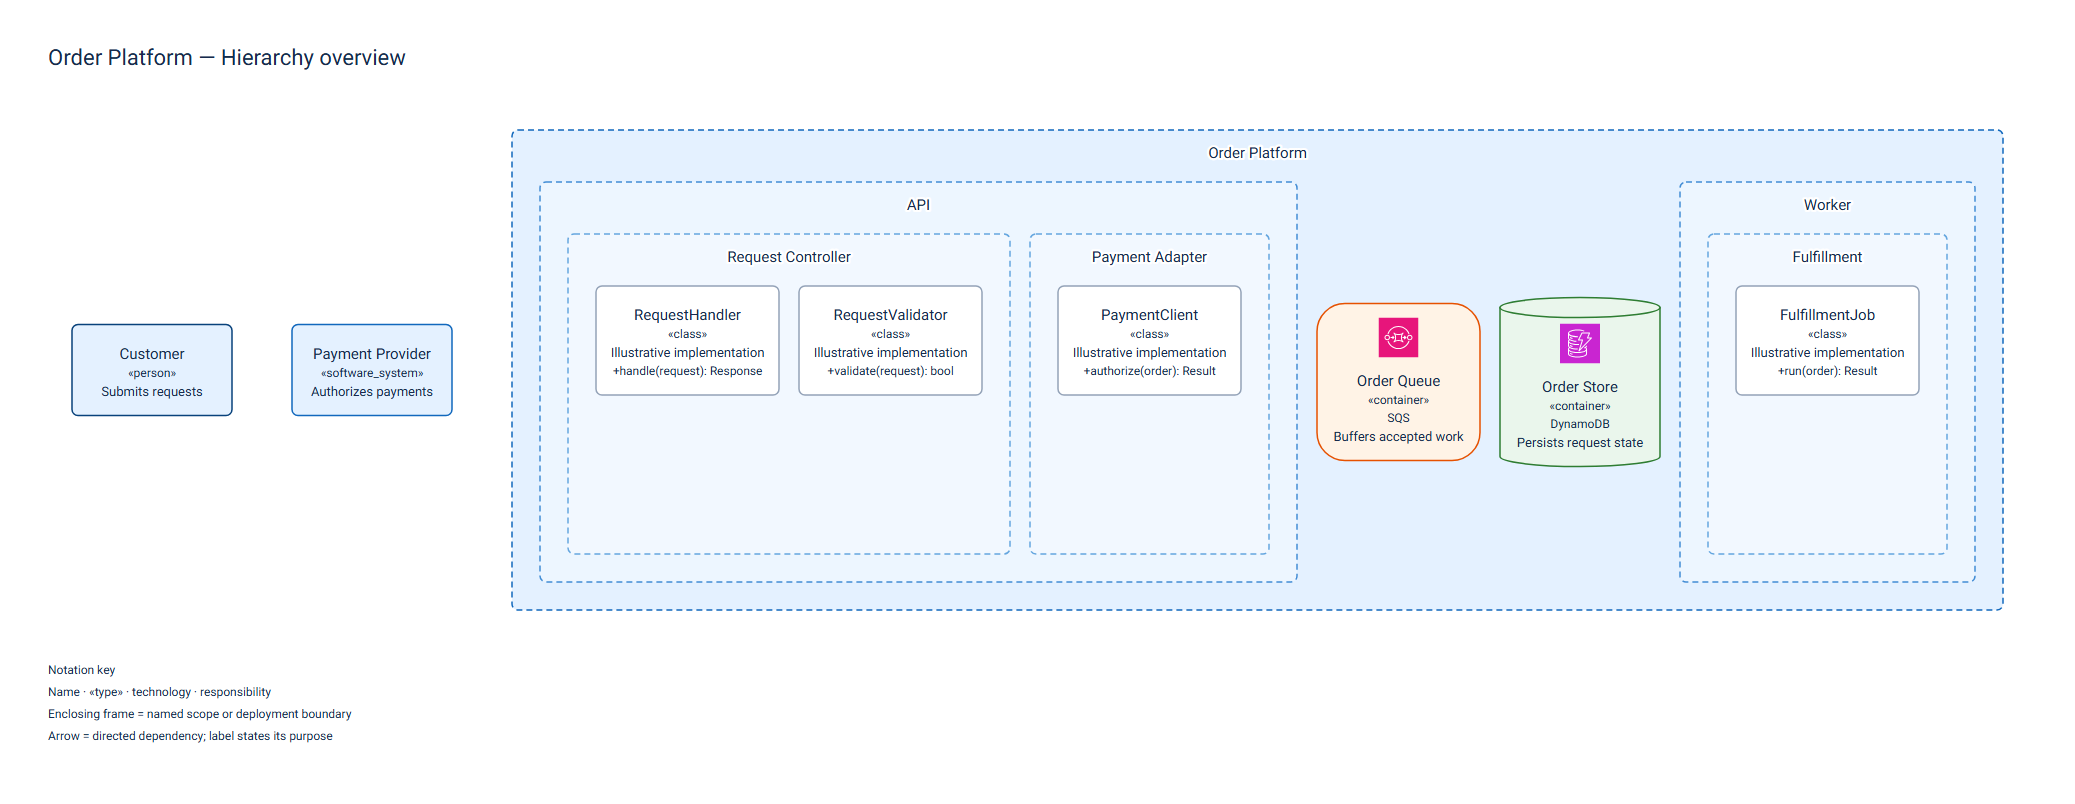 Order Platform — Hierarchy overview
Order Platform
API
Worker
Request Controller
Payment Adapter
Fulfillment
RequestHandler
«class»
Illustrative implementation
+handle(request): Response
RequestValidator
«class»
Illustrative implementation
+validate(request): bool
PaymentClient
«class»
Illustrative implementation
+authorize(order): Result
FulfillmentJob
«class»
Illustrative implementation
+run(order): Result
Customer
«person»
Submits requests
Payment Provider
«software_system»
Authorizes payments
Order Queue
«container»
SQS
Buffers accepted work
Order Store
«container»
DynamoDB
Persists request state
Notation key
Name · «type» · technology · responsibility
Enclosing frame = named scope or deployment boundary
Arrow = directed dependency; label states its purpose